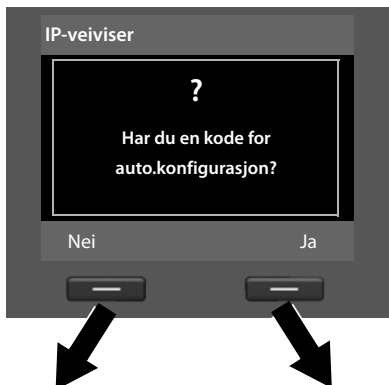 IP-veiviser
?
Har du en kode for
auto.konfigurasjon?
Nei Ja